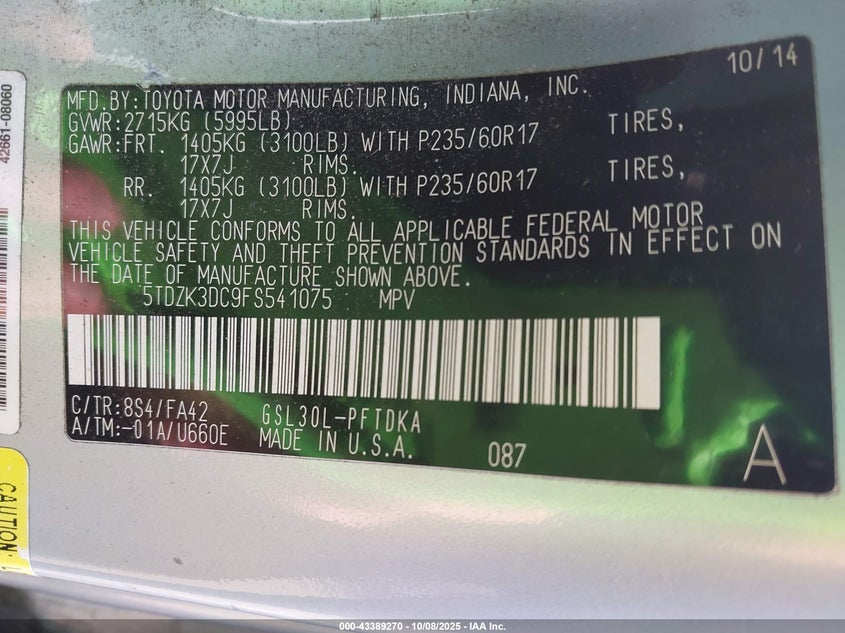 10/14
MFD.BY:TOYOTA MOTOR MANUFACTURING, INDIANA, INC.
GVWR:2715KG (5995LB)
GAWR:FRT. 1405KG (3100LB) WITH P235/60R17 TIRES,
17X7J RIMS.
RR. 1405KG (3100LB) WITH P235/60R17 TIRES,
17X7J RIMS.
THIS VEHICLE CONFORMS TO ALL APPLICABLE FEDERAL MOTOR
VEHICLE SAFETY AND THEFT PREVENTION STANDARDS IN EFFECT ON
THE DATE OF MANUFACTURE SHOWN ABOVE.
5TDZK3DC9FS541075 MPV
C/TR:8S4/FA42 GSL30L-PFTDKA
A/TM:-01A/U660E MADE IN U.S.A. 087 A
42661-08060
CAUTION:
000-43389270 | 10/08/2025 – IAA Inc.